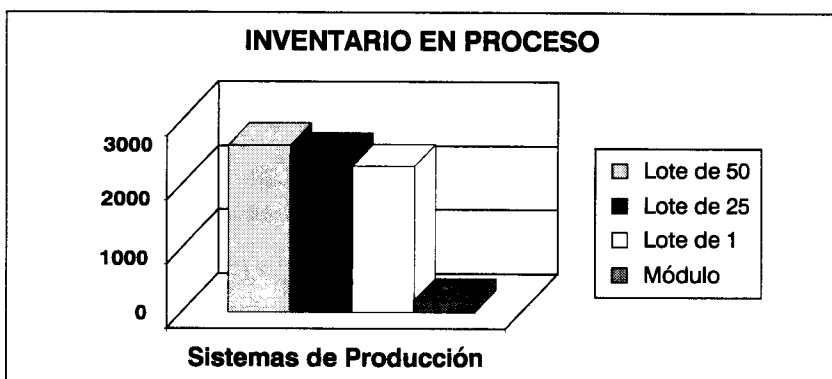 INVENTARIO EN PROCESO
3000
2000
1000
0
Lote de 50
Lote de 25
Lote de 1
Módulo
Sistemas de Producción